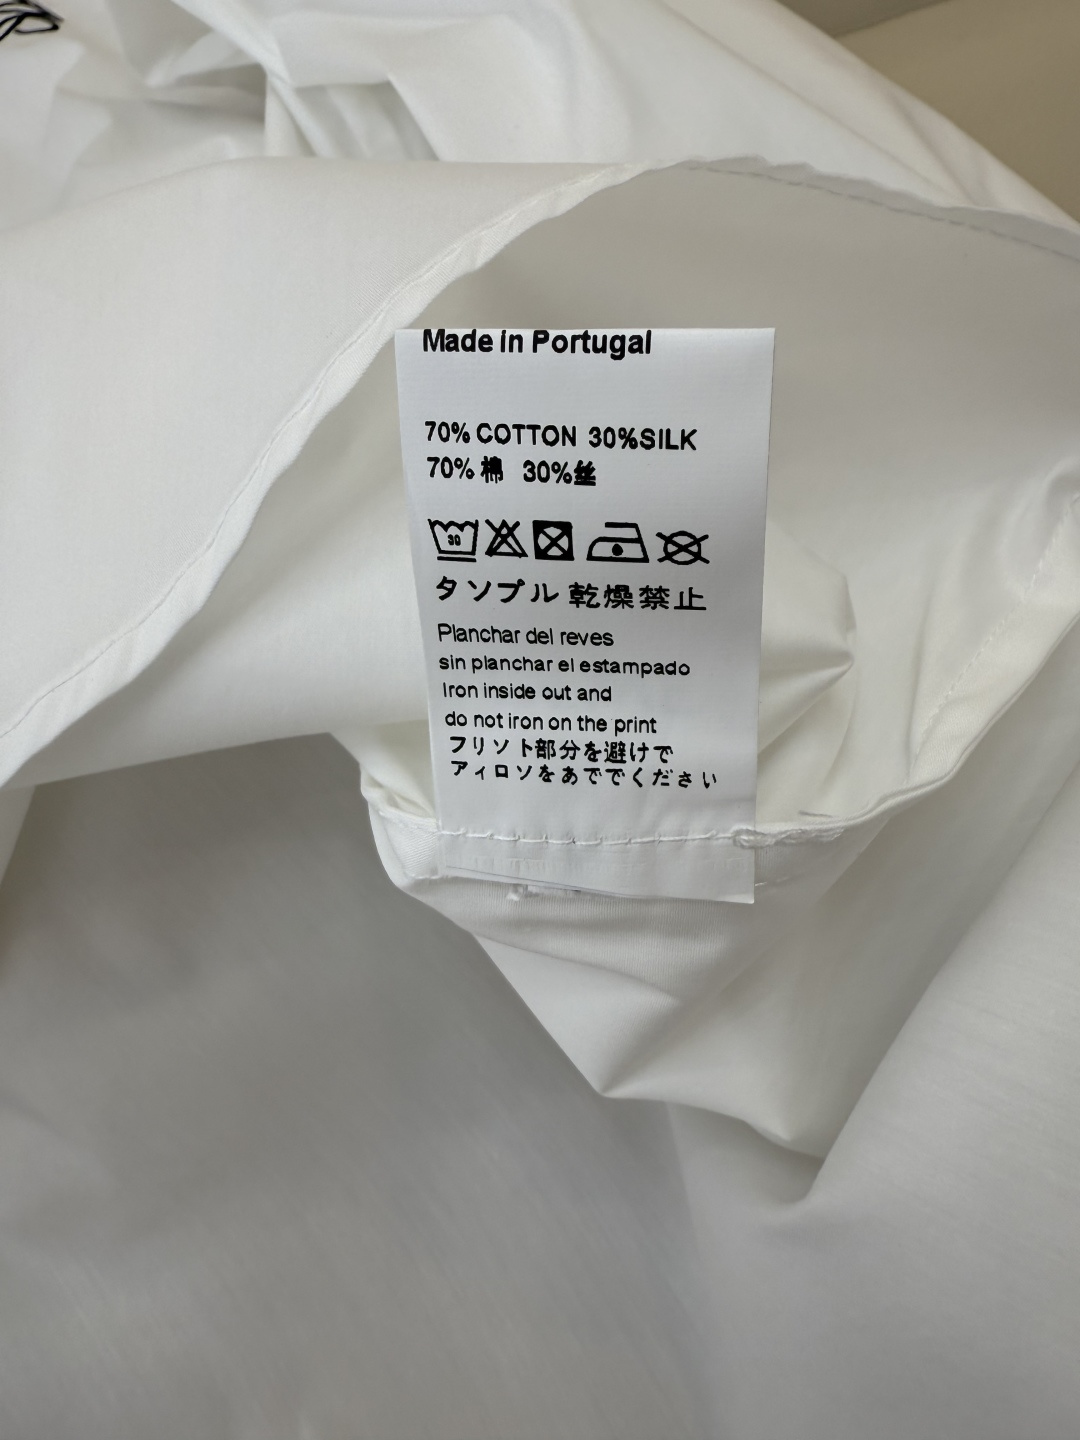 Made in Portugal
70% COTTON 30%SILK
70% 棉 30%丝
30
タソプル 乾燥禁止
Planchar del reves
sin planchar el estampado
Iron inside out and
do not iron on the print
フリソト部分を避けで
アィロソをあででください